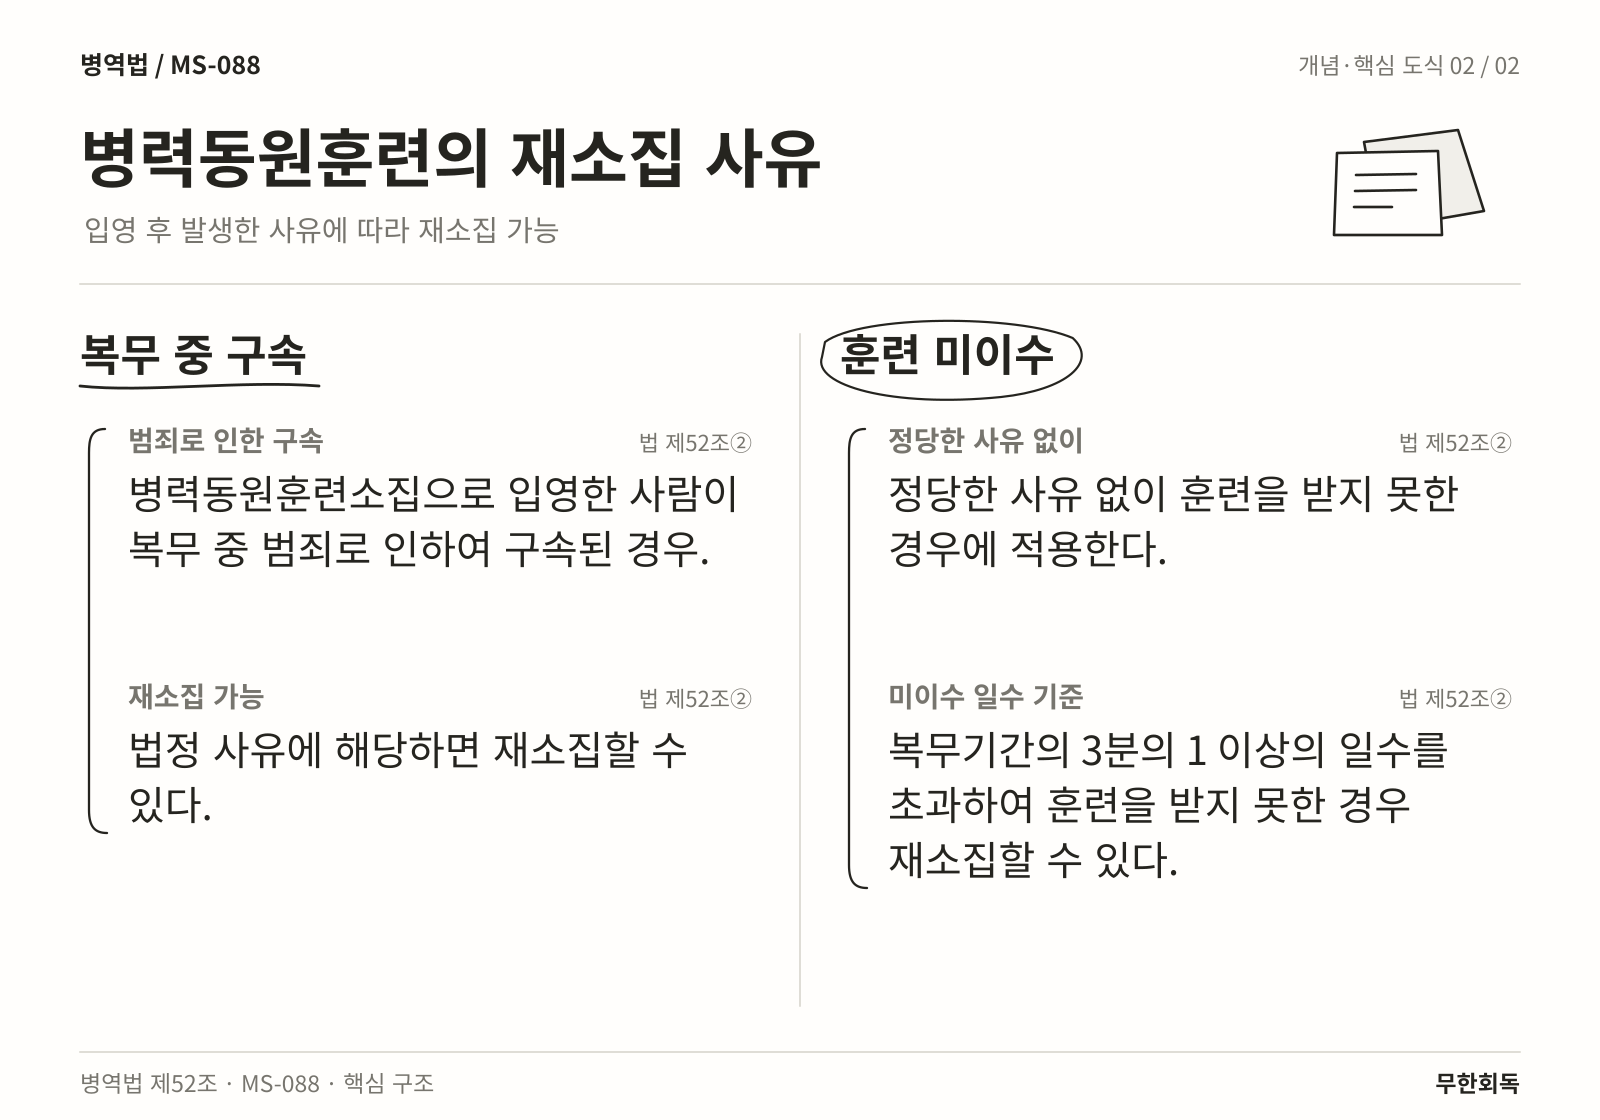 병역법 / MS-088
개념·핵심 도식 02 / 02
병력동원훈련의 재소집 사유
입영 후 발생한 사유에 따라 재소집 가능
복무 중 구속
범죄로 인한 구속
법 제52조②
병력동원훈련소집으로 입영한 사람이
복무 중 범죄로 인하여 구속된 경우.
재소집 가능
법 제52조②
법정 사유에 해당하면 재소집할 수
있다.
훈련 미이수
정당한 사유 없이
법 제52조②
정당한 사유 없이 훈련을 받지 못한
경우에 적용한다.
미이수 일수 기준
법 제52조②
복무기간의 3분의 1 이상의 일수를
초과하여 훈련을 받지 못한 경우
재소집할 수 있다.
병역법 제52조 · MS-088 · 핵심 구조
무한회독